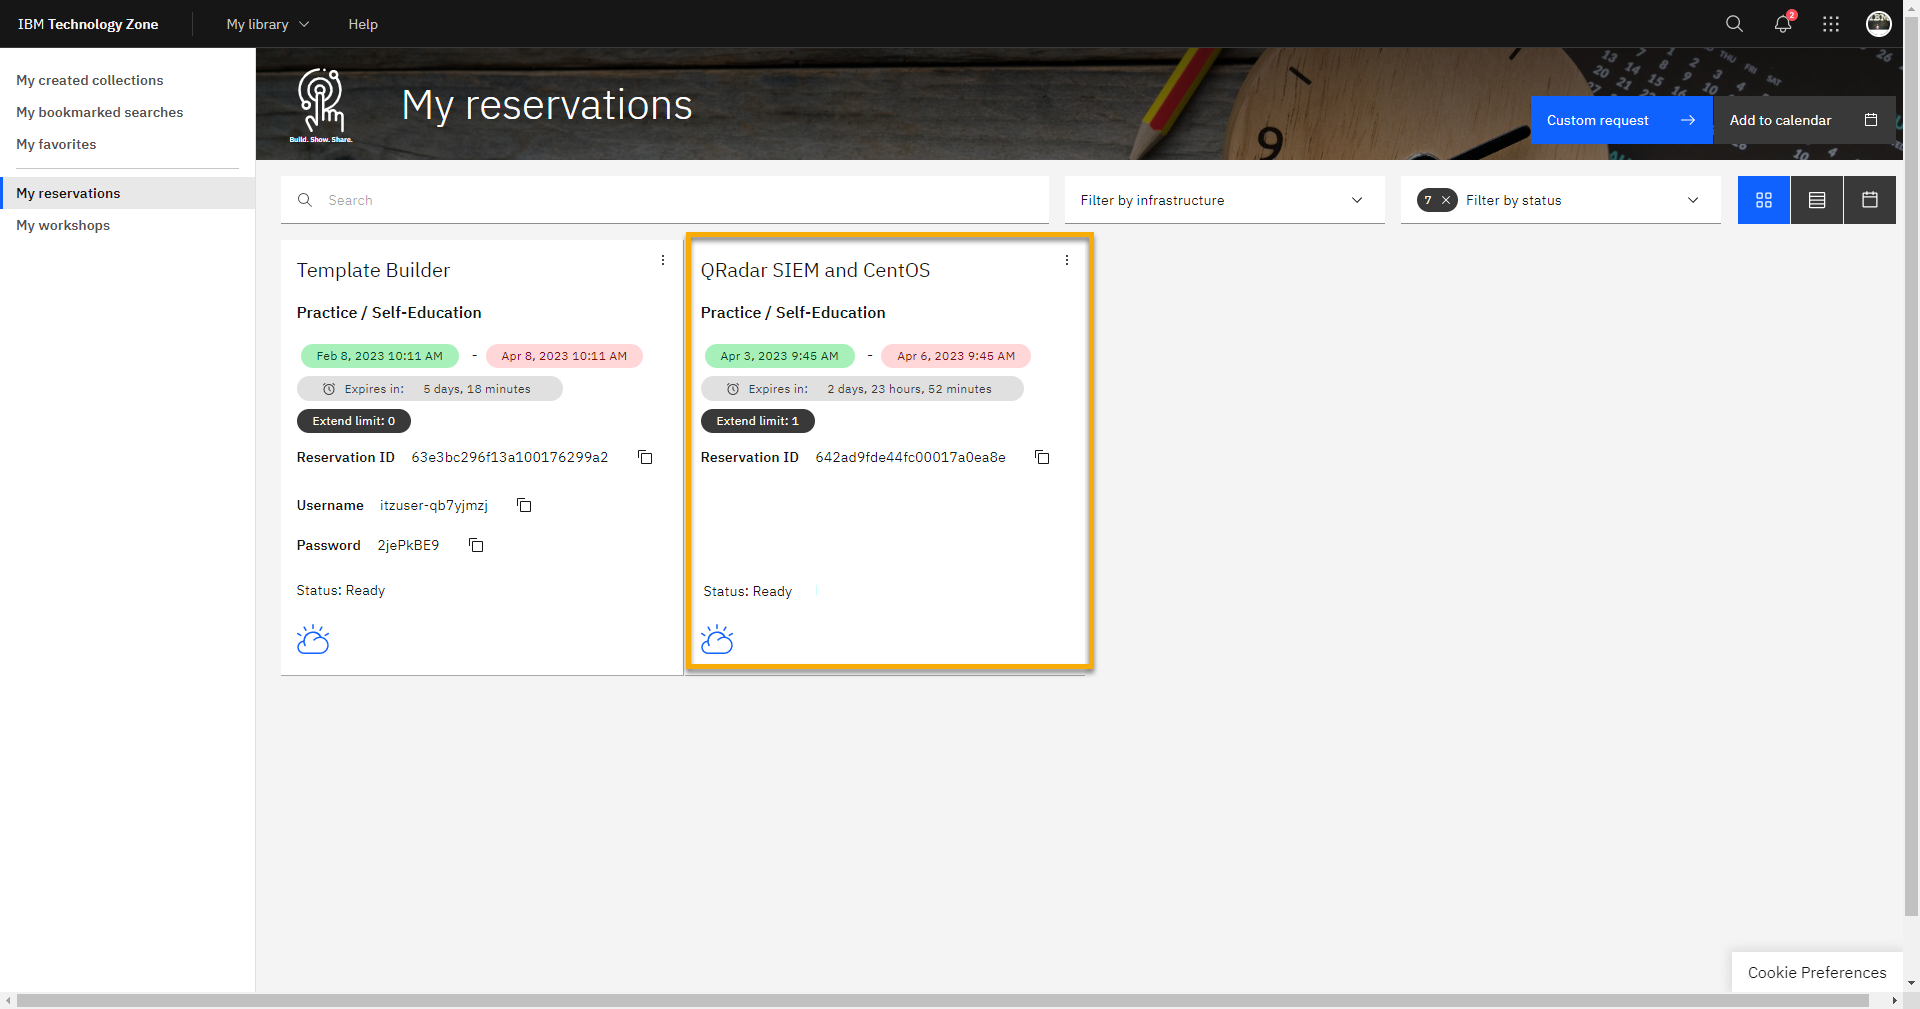 IBM Technology Zone
My library
Help
2
My created collections
My bookmarked searches
My favorites
My reservations
My workshops
Build. Show. Share.
My reservations
9
Custom request
Add to calendar
Search
Filter by infrastructure
7
Filter by status
Template Builder
Practice / Self-Education
Feb 8, 2023 10:11 AM - Apr 8, 2023 10:11 AM
Expires in: 5 days, 18 minutes
Extend limit: 0
Reservation ID 63e3bc296f13a100176299a2
Username itzuser-qb7yjmzj
Password 2jePkBE9
Status: Ready
QRadar SIEM and CentOS
Practice / Self-Education
Apr 3, 2023 9:45 AM - Apr 6, 2023 9:45 AM
Expires in: 2 days, 23 hours, 52 minutes
Extend limit: 1
Reservation ID 642ad9fde44fc00017a0ea8e
Status: Ready
Cookie Preferences